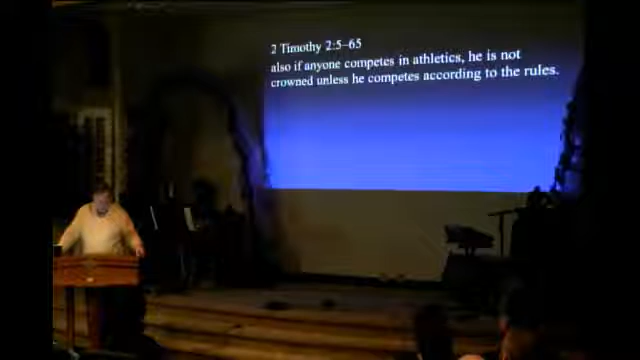 2 Timothy 2:5–65
also if anyone competes in athletics, he is not
crowned unless he competes according to the rules.